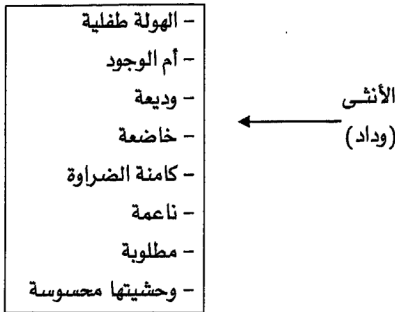 – الهولة طفلية
– أم الوجود
– وديعة
– خاضعة
– كامنة الضراوة
– ناعمة
– مطلوبة
– وحشيتها محسوسة
الأنثى
(وداد)